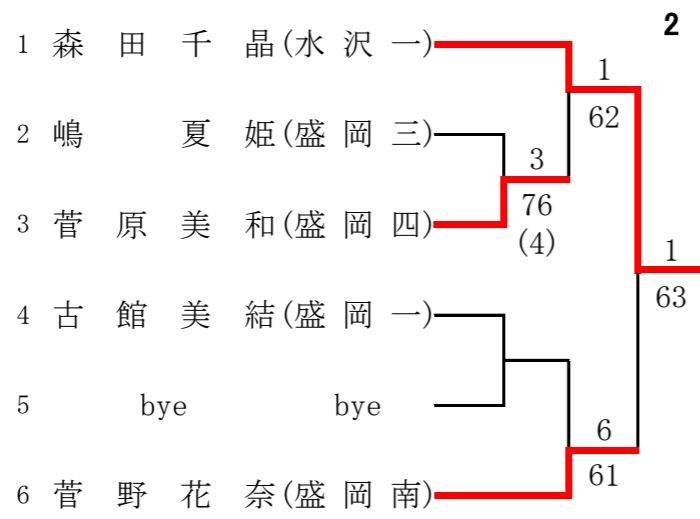 2
1 森田千晶(水沢一)
1
62
2 嶋 夏姫(盛岡三)
3
76
(4)
3 菅原美和(盛岡四)
1
63
4 古館美結(盛岡一)
5 bye bye
6
61
6 菅野花奈(盛岡南)